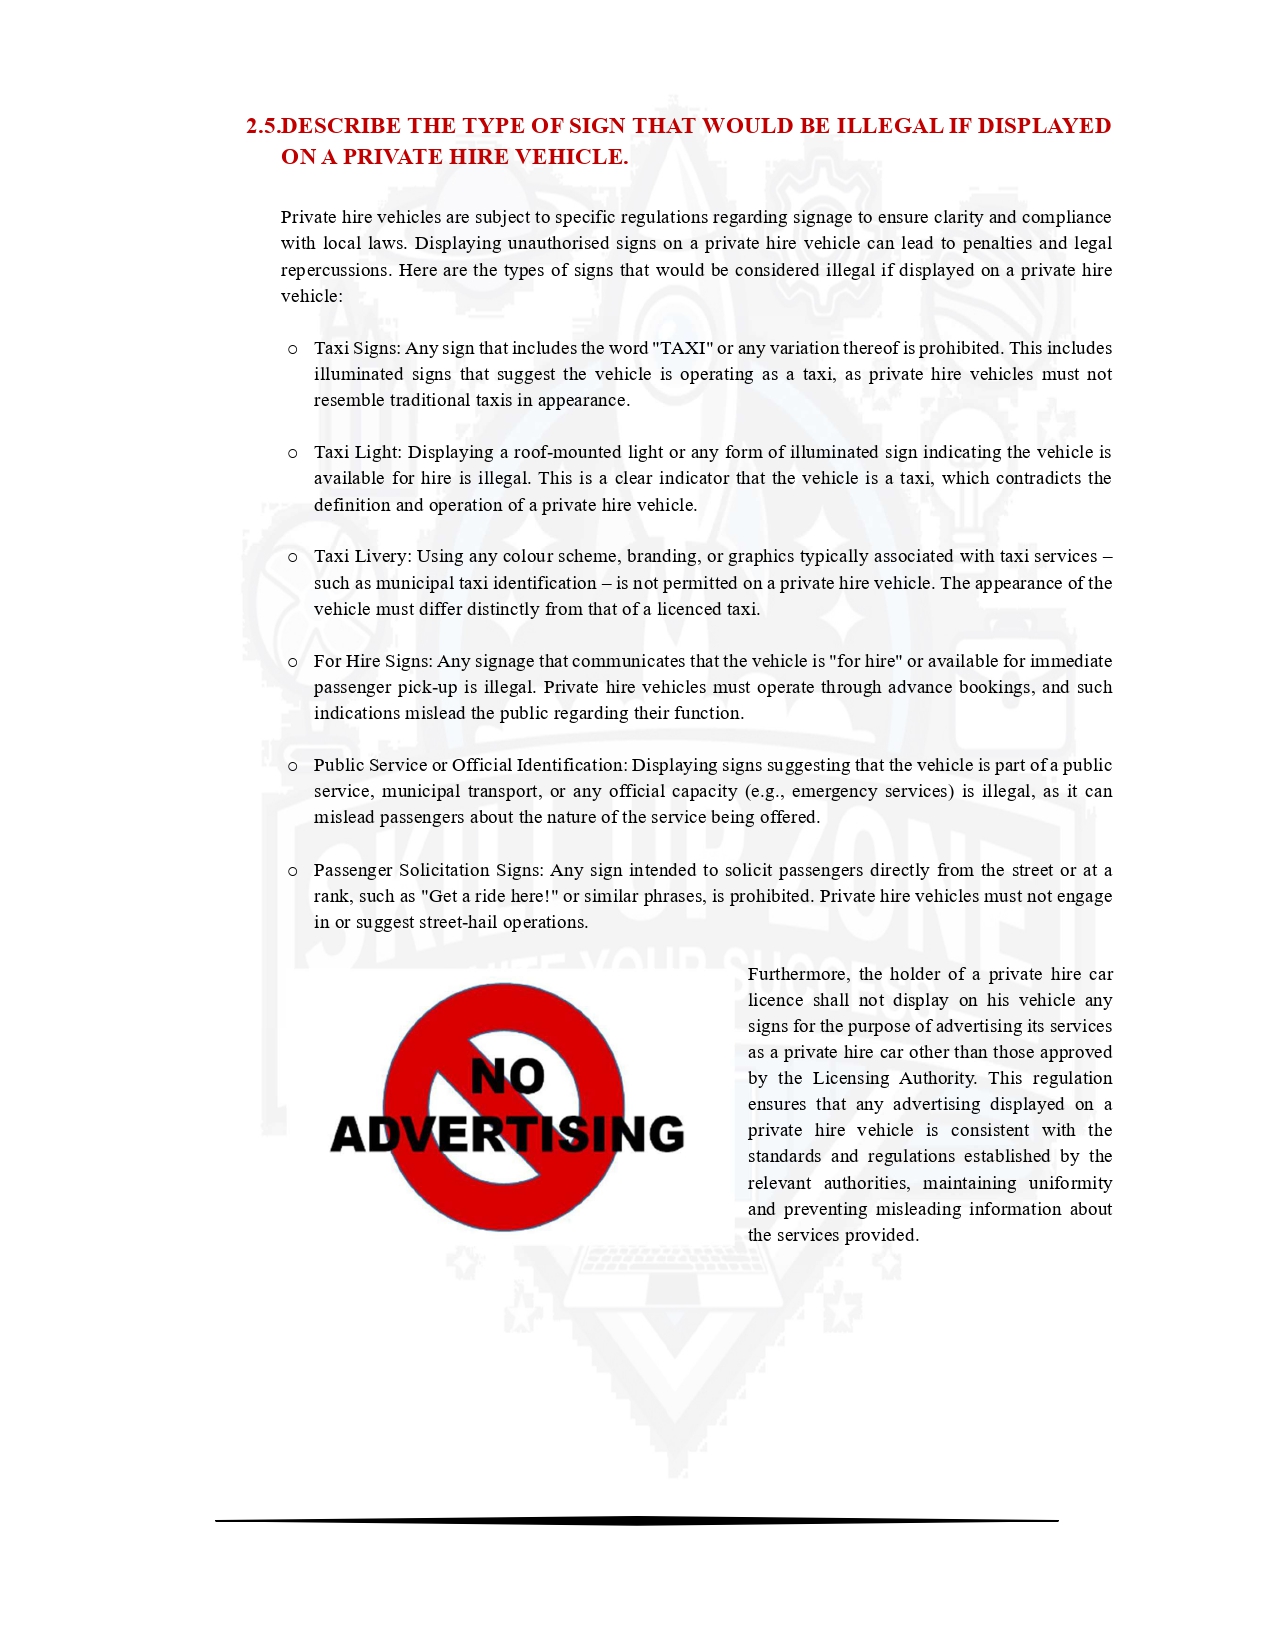 2.5.DESCRIBE THE TYPE OF SIGN THAT WOULD BE ILLEGAL IF DISPLAYED
ON A PRIVATE HIRE VEHICLE.
Private hire vehicles are subject to specific regulations regarding signage to ensure clarity and compliance
with local laws. Displaying unauthorised signs on a private hire vehicle can lead to penalties and legal
repercussions. Here are the types of signs that would be considered illegal if displayed on a private hire
vehicle:
o Taxi Signs: Any sign that includes the word "TAXI" or any variation thereof is prohibited. This includes
illuminated signs that suggest the vehicle is operating as a taxi, as private hire vehicles must not
resemble traditional taxis in appearance.
o Taxi Light: Displaying a roof-mounted light or any form of illuminated sign indicating the vehicle is
available for hire is illegal. This is a clear indicator that the vehicle is a taxi, which contradicts the
definition and operation of a private hire vehicle.
o Taxi Livery: Using any colour scheme, branding, or graphics typically associated with taxi services –
such as municipal taxi identification – is not permitted on a private hire vehicle. The appearance of the
vehicle must differ distinctly from that of a licenced taxi.
o For Hire Signs: Any signage that communicates that the vehicle is "for hire" or available for immediate
passenger pick-up is illegal. Private hire vehicles must operate through advance bookings, and such
indications mislead the public regarding their function.
o Public Service or Official Identification: Displaying signs suggesting that the vehicle is part of a public
service, municipal transport, or any official capacity (e.g., emergency services) is illegal, as it can
mislead passengers about the nature of the service being offered.
o Passenger Solicitation Signs: Any sign intended to solicit passengers directly from the street or at a
rank, such as "Get a ride here!" or similar phrases, is prohibited. Private hire vehicles must not engage
in or suggest street-hail operations.
SKILL UP ZONE
YOUR SUCCESS
NO
ADVERTISING
Furthermore, the holder of a private hire car
licence shall not display on his vehicle any
signs for the purpose of advertising its services
as a private hire car other than those approved
by the Licensing Authority. This regulation
ensures that any advertising displayed on a
private hire vehicle is consistent with the
standards and regulations established by the
relevant authorities, maintaining uniformity
and preventing misleading information about
the services provided.